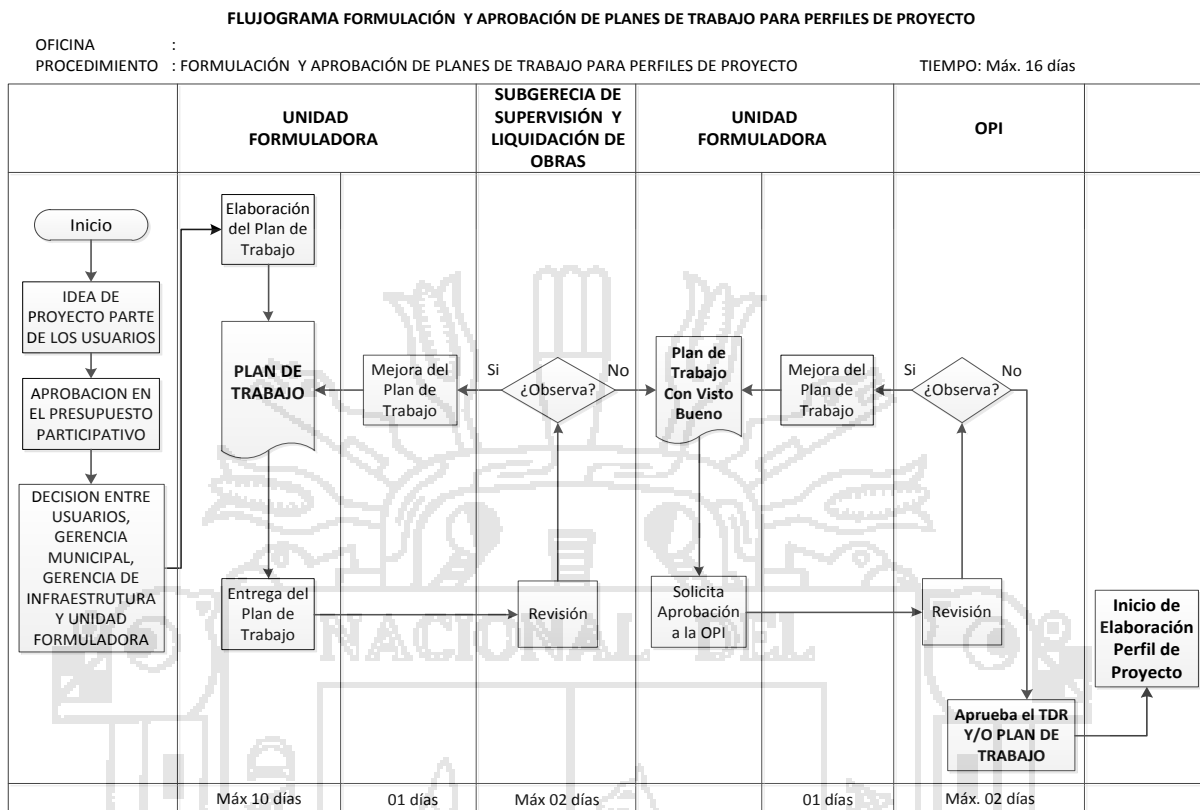 FLUJOGRAMA FORMULACIÓN Y APROBACIÓN DE PLANES DE TRABAJO PARA PERFILES DE PROYECTO
OFICINA :
PROCEDIMIENTO : FORMULACIÓN Y APROBACIÓN DE PLANES DE TRABAJO PARA PERFILES DE PROYECTO TIEMPO: Máx. 16 días
UNIDAD
FORMULADORA
SUBGERECIA DE
SUPERVISIÓN Y
LIQUIDACIÓN DE
OBRAS
UNIDAD
FORMULADORA
OPI
Inicio
IDEA DE
PROYECTO PARTE
DE LOS USUARIOS
APROBACION EN
EL PRESUPUESTO
PARTICIPATIVO
DECISION ENTRE
USUARIOS,
GERENCIA
MUNICIPAL,
GERENCIA DE
INFRAESTRUTURA
Y UNIDAD
FORMULADORA
Elaboración
del Plan de
Trabajo
PLAN DE
TRABAJO
Entrega del
Plan de
Trabajo
Mejora del
Plan de
Trabajo
Si
¿Observa?
No
Revisión
Plan de
Trabajo
Con Visto
Bueno
Solicita
Aprobación
a la OPI
Mejora del
Plan de
Trabajo
Si
¿Observa?
No
Revisión
Aprueba el TDR
Y/O PLAN DE
TRABAJO
Inicio de
Elaboración
Perfil de
Proyecto
NACIONAL DEL
Máx 10 días
01 días
Máx 02 días
01 días
Máx. 02 días